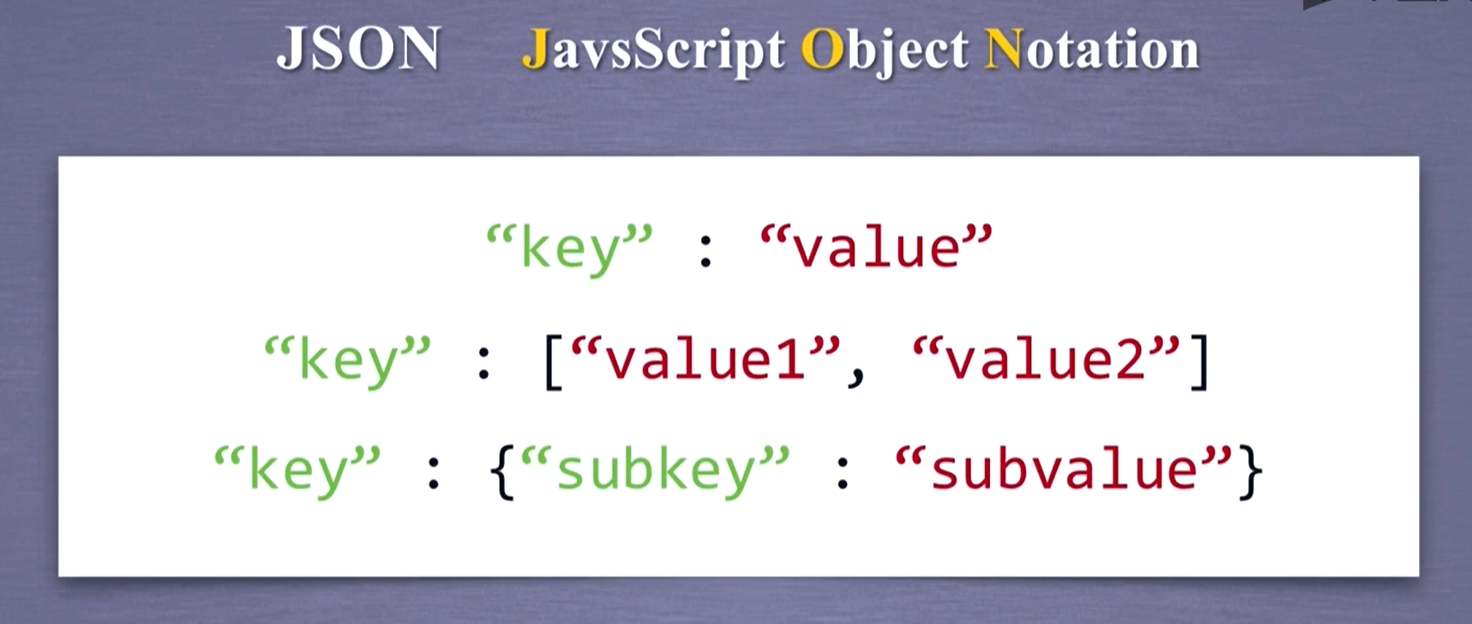 JSON JavsScript Object Notation
“key” : “value”
“key” : [“value1”, “value2”]
“key” : {“subkey” : “subvalue”}